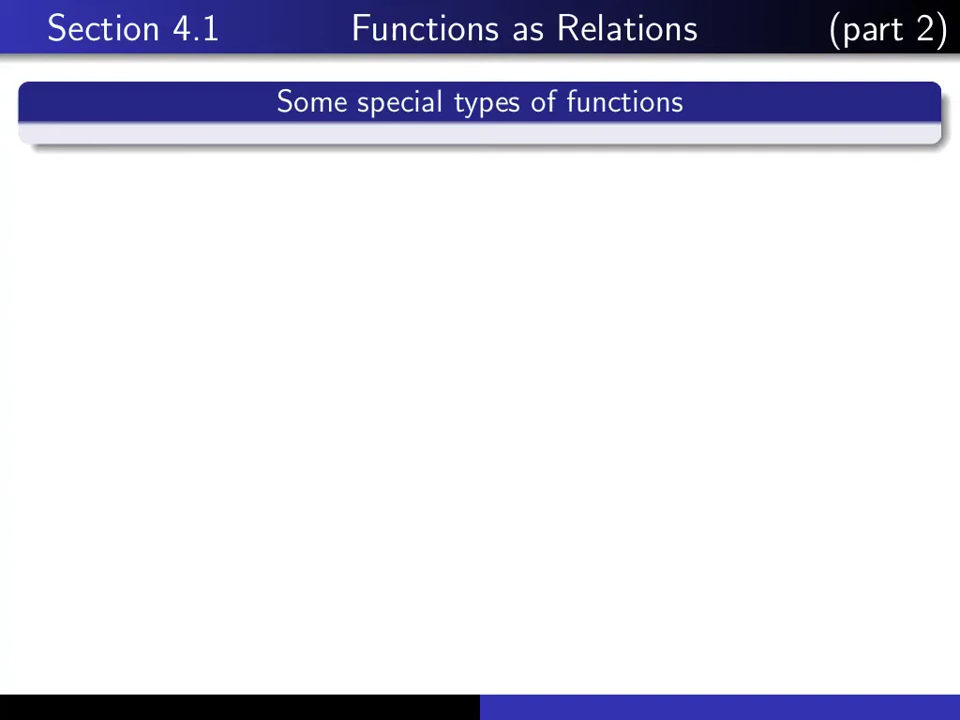 Section 4.1 Functions as Relations (part 2)
Some special types of functions